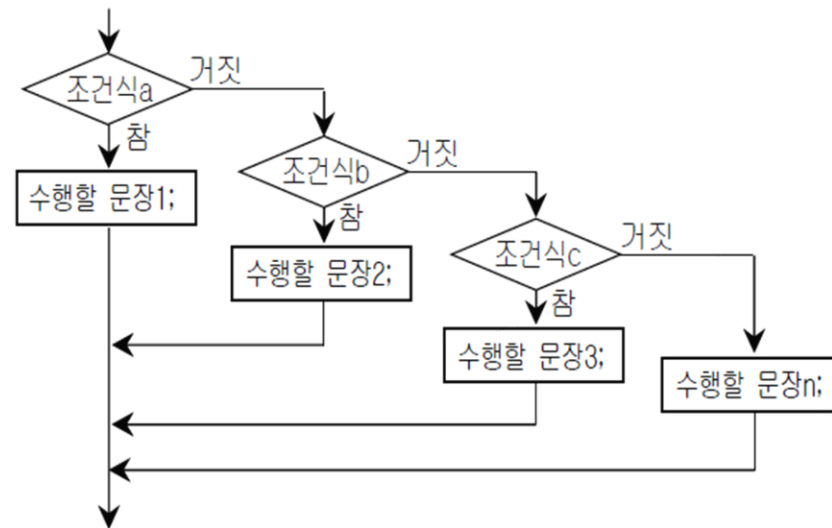 조건식a
거짓
참
수행할 문장1;
조건식b
거짓
참
수행할 문장2;
조건식c
거짓
참
수행할 문장3;
수행할 문장n;